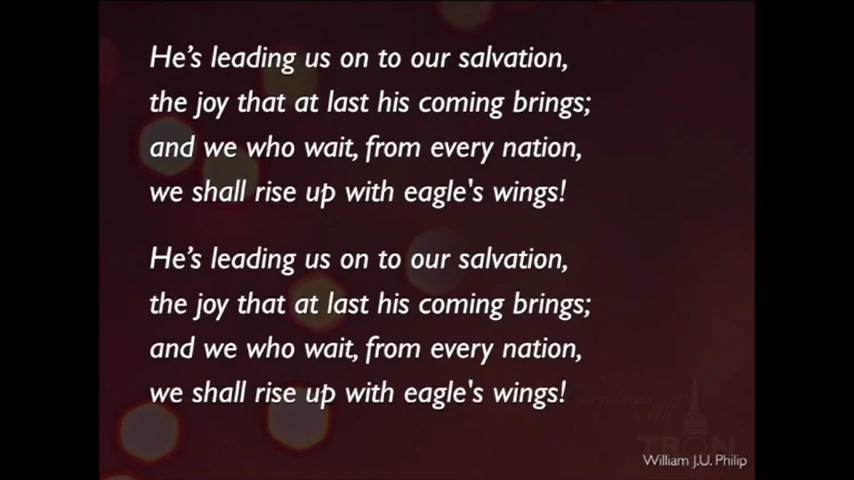 He's leading us on to our salvation,
the joy that at last his coming brings;
and we who wait, from every nation,
we shall rise up with eagle's wings!
He's leading us on to our salvation,
the joy that at last his coming brings;
and we who wait, from every nation,
we shall rise up with eagle's wings!
TRON
William J.U. Philip